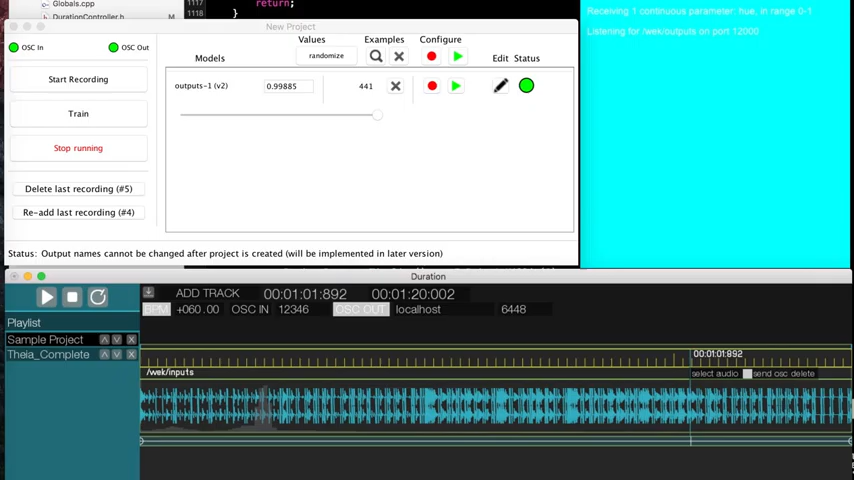 Globals.cpp
DurationController.h M
1117 return;
1118 }
New Project
OSC In
OSC Out
Start Recording
Train
Stop running
Delete last recording (#5)
Re-add last recording (#4)
Models
Values
Examples
Configure
randomize
Edit Status
outputs-1 (v2)
0.99885
441
Status: Output names cannot be changed after project is created (will be implemented in later version)
Receiving 1 continuous parameter: hue, in range 0-1
Listening for /wek/outputs on port 12000
Duration
ADD TRACK 00:01:01:892 00:01:20:002
BPM +060.00 OSC IN 12346 OSC OUT localhost 6448
Playlist
Sample Project ʌ v X
Theia_Complete ʌ v X
00:01:01:892
/wek/inputs
select audio send osc delete